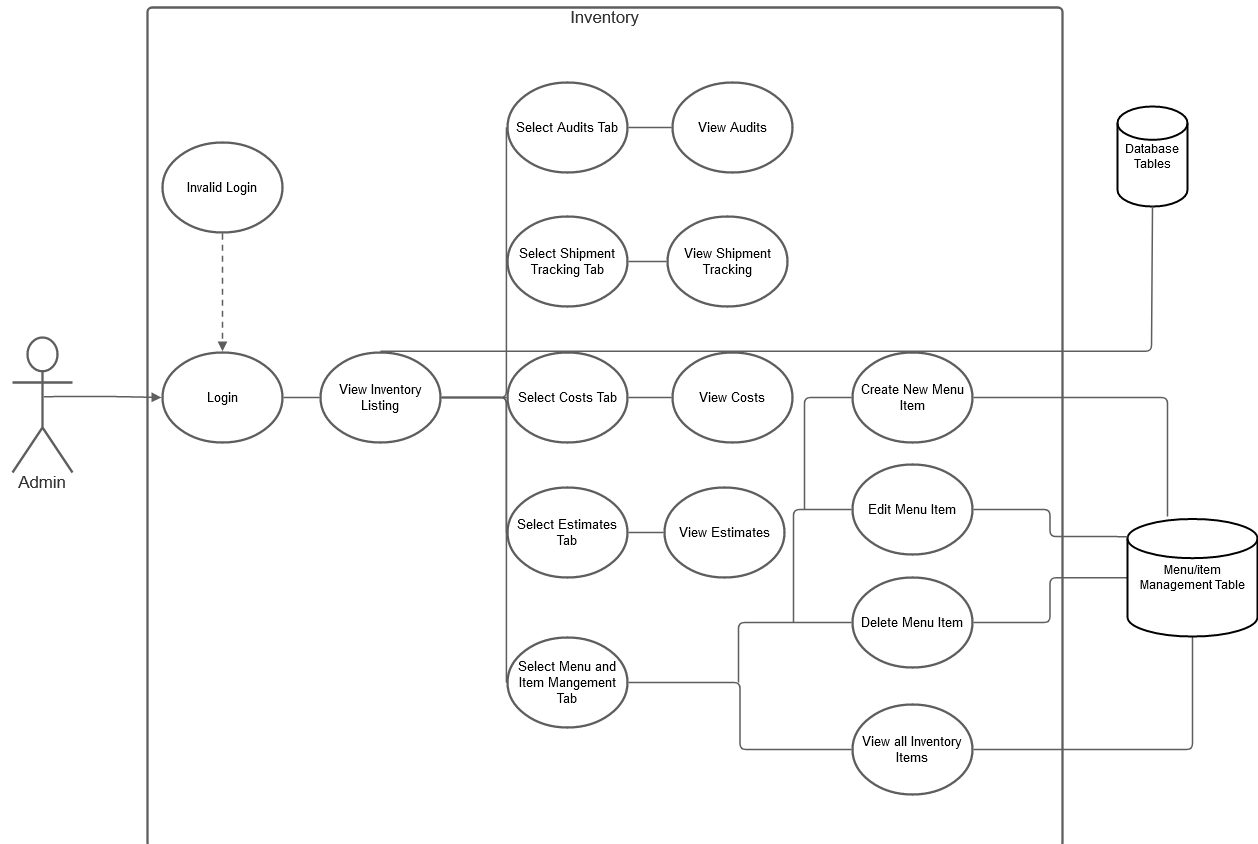 Inventory
Select Audits Tab
View Audits
Database
Tables
Invalid Login
Select Shipment
Tracking Tab
View Shipment
Tracking
Admin
Login
View Inventory
Listing
Select Costs Tab
View Costs
Create New Menu
Item
Select Estimates
Tab
View Estimates
Edit Menu Item
Menu/item
Management Table
Delete Menu Item
Select Menu and
Item Mangement
Tab
View all Inventory
Items